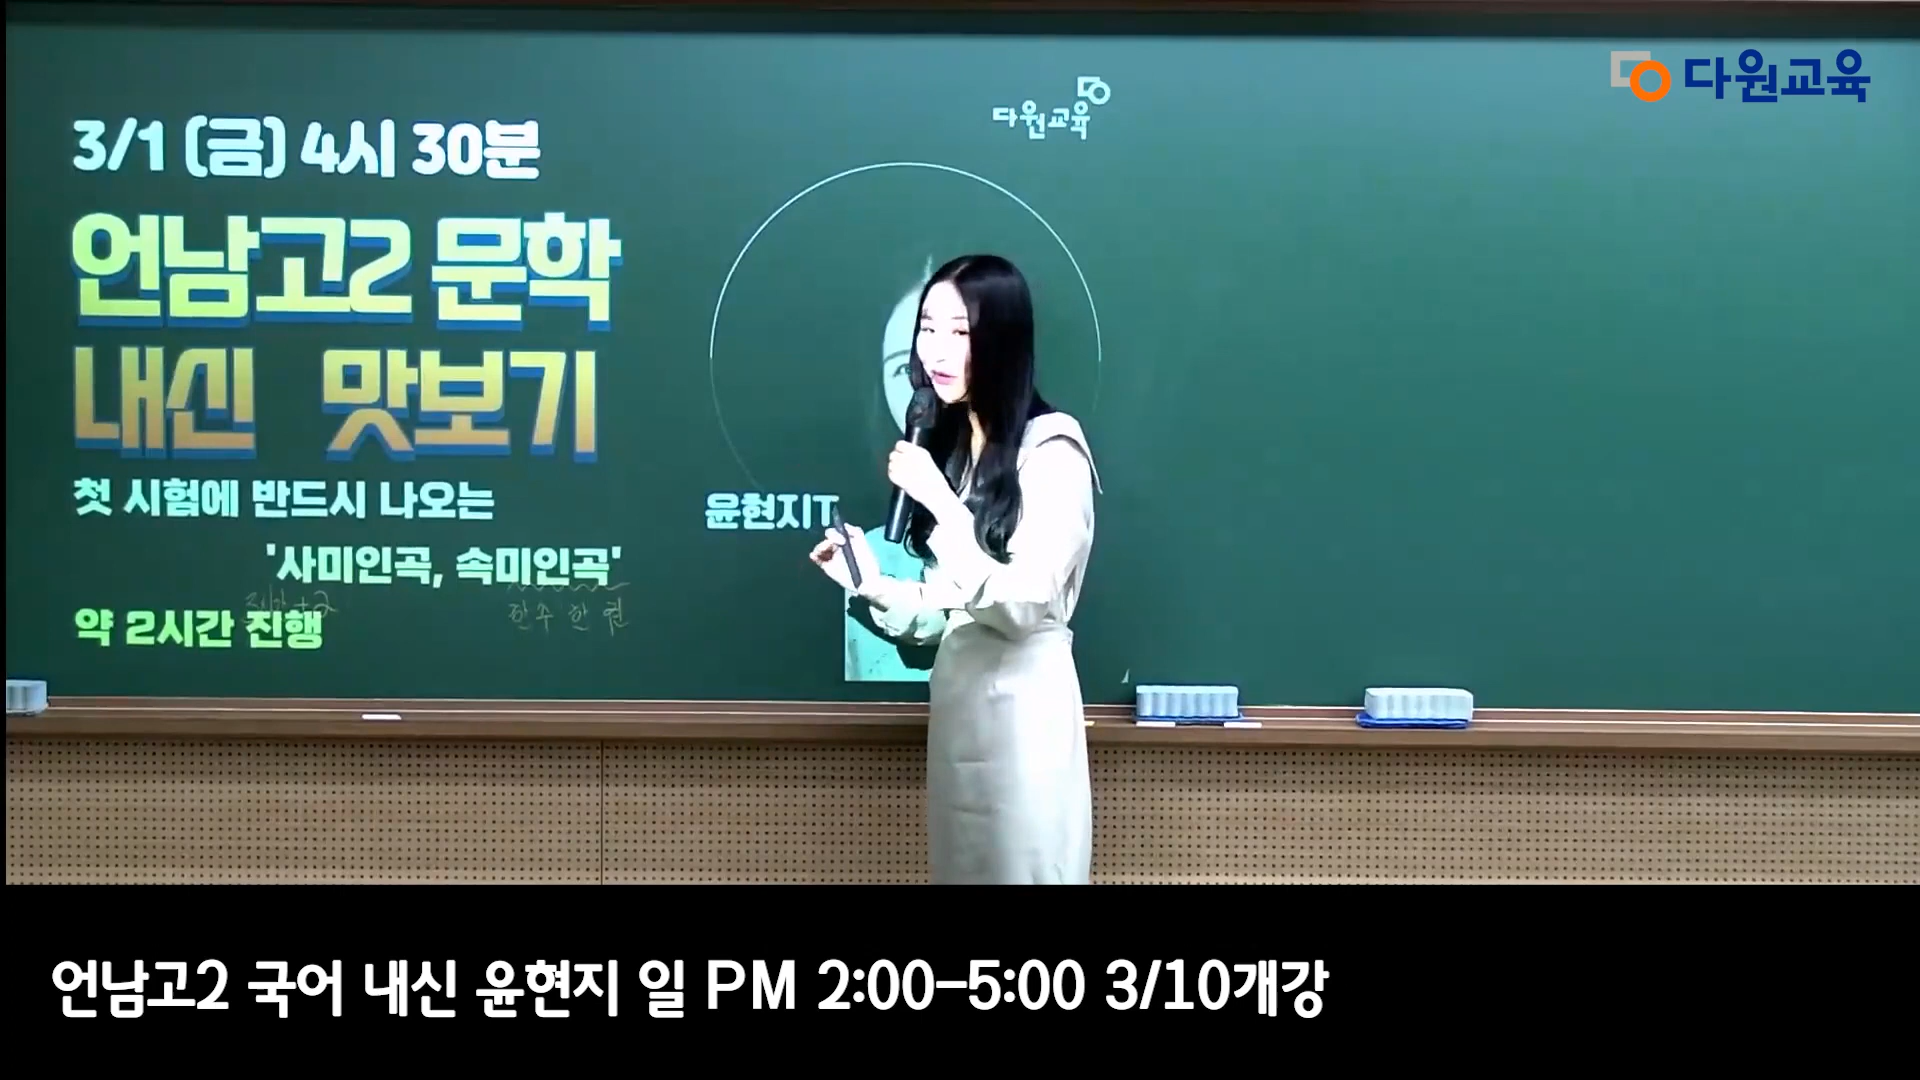 다원교육
다원교육
3/1 (금) 4시 30분
언남고2 문학
내신 맛보기
첫 시험에 반드시 나오는
'사미인곡, 속미인곡'
약 2시간 진행
윤현지T
언남고2 국어 내신 윤현지 일 PM 2:00-5:00 3/10개강